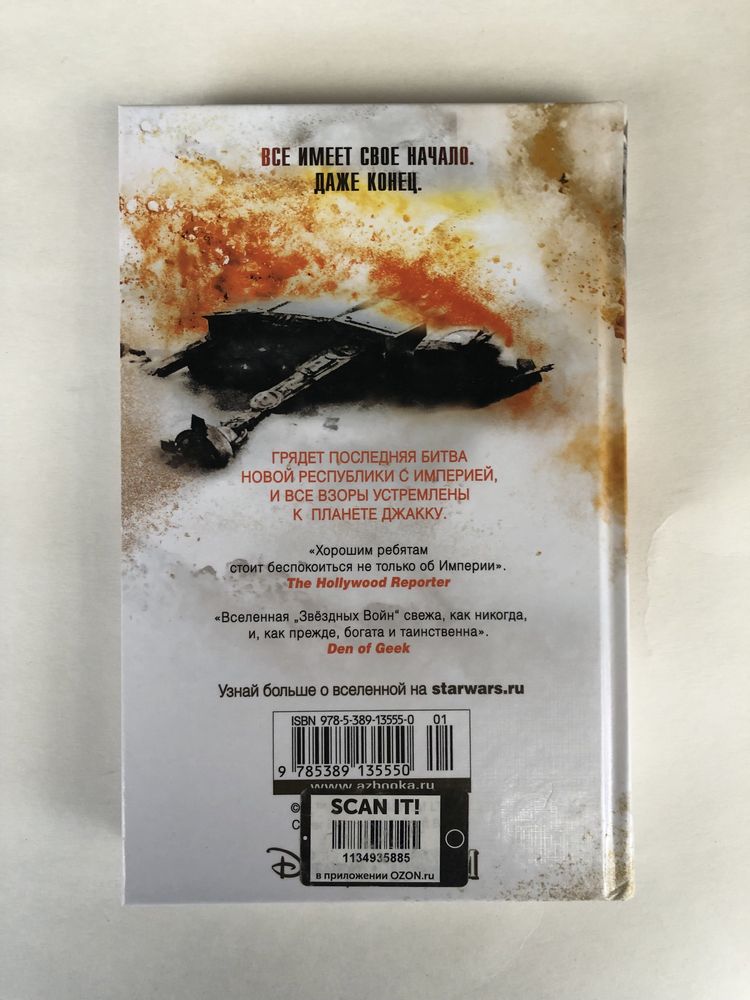 ВСЕ ИМЕЕТ СВОЕ НАЧАЛО.
ДАЖЕ КОНЕЦ.
ГРЯДЕТ ПОСЛЕДНЯЯ БИТВА
НОВОЙ РЕСПУБЛИКИ С ИМПЕРИЕЙ,
И ВСЕ ВЗОРЫ УСТРЕМЛЕНЫ
К ПЛАНЕТЕ ДЖАККУ.
«Хорошим ребятам
стоит беспокоиться не только об Империи».
The Hollywood Reporter
«Вселенная „Звёздных Войн“ свежа, как никогда,
и, как прежде, богата и таинственна».
Den of Geek
Узнай больше о вселенной на starwars.ru
ISBN 978-5-389-13555-0 01
9 785389 135550
www.azbooka.ru
SCAN IT!
1134935885
в приложении OZON.ru